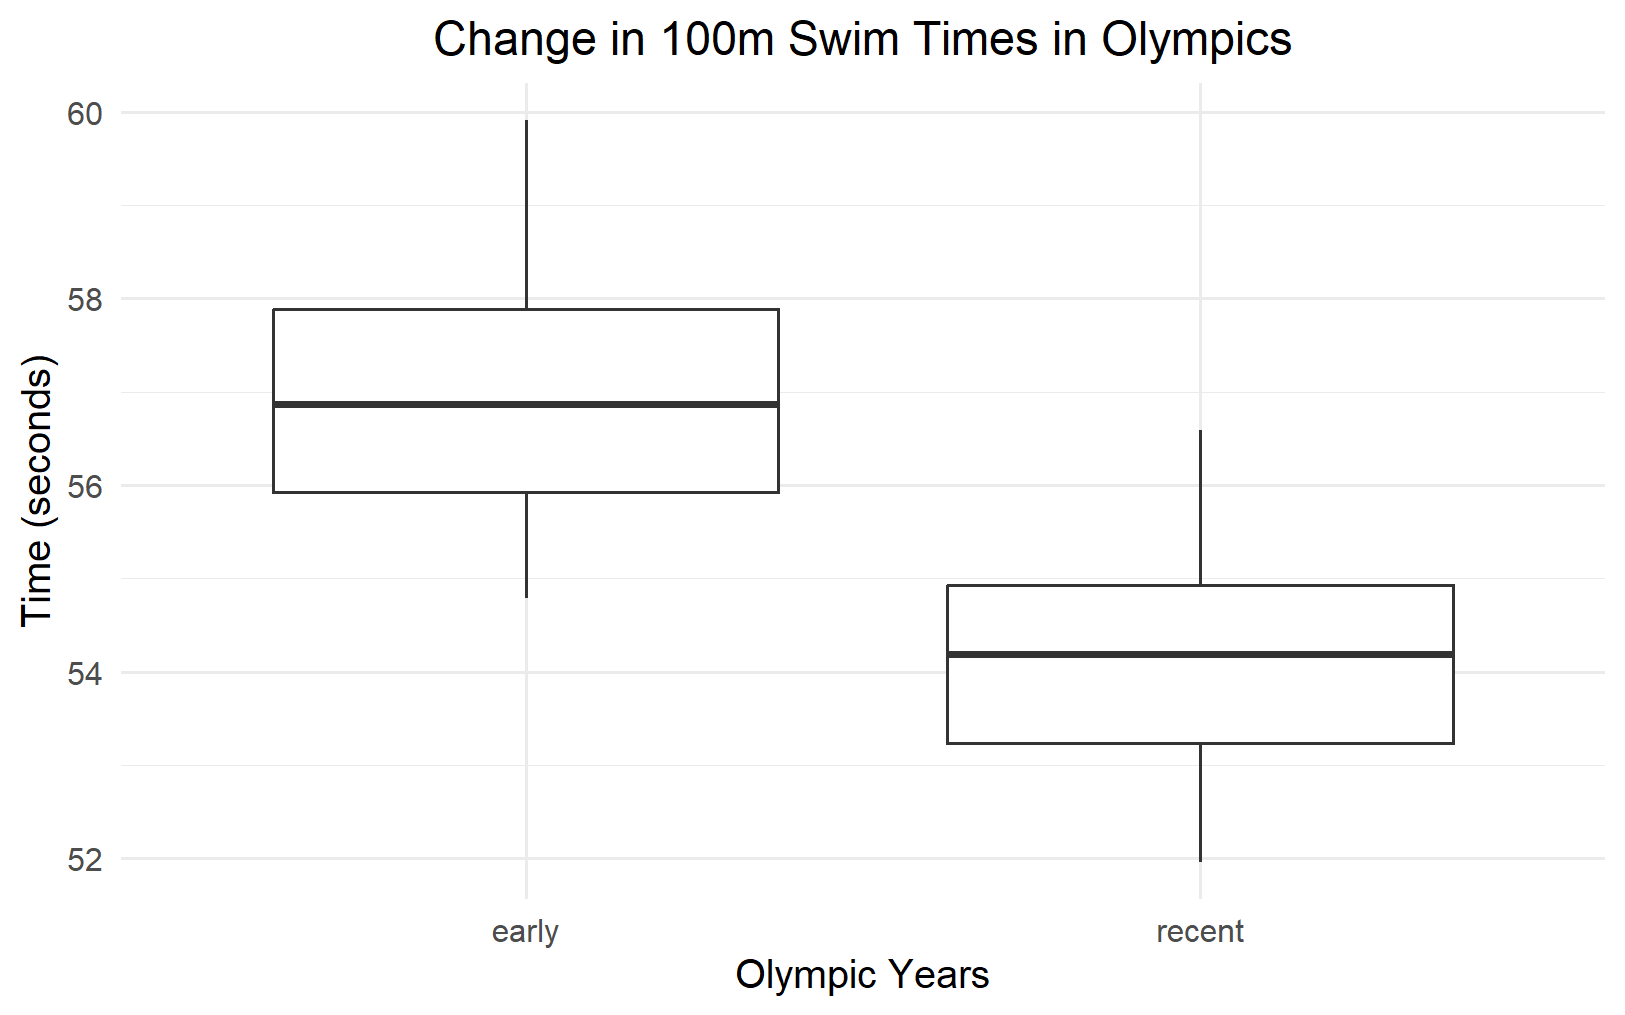 Change in 100m Swim Times in Olympics
60
58
56
54
52
Time (seconds)
early
recent
Olympic Years